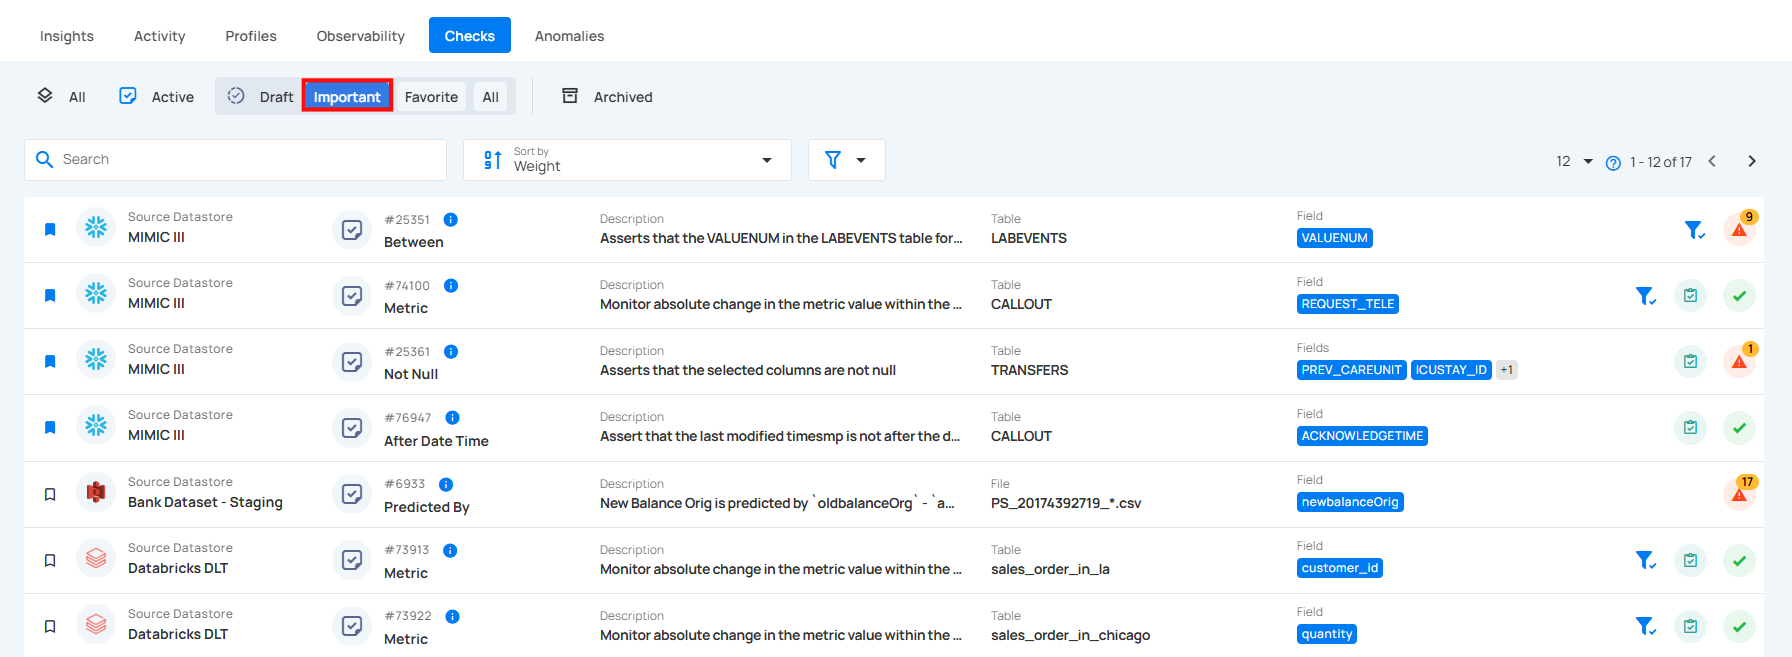 Insights Activity Profiles Observability Checks Anomalies
All Active Draft Important Favorite All Archived
Search
Sort by
Weight
12 1 - 12 of 17
Source Datastore #25351 Description Table Field 9
MIMIC III Between Asserts that the VALUENUM in the LABEVENTS table for... LABEVENTS VALUENUM
Source Datastore #74100 Description Table Field
MIMIC III Metric Monitor absolute change in the metric value within the ... CALLOUT REQUEST_TELE
Source Datastore #25361 Description Table Fields 1
MIMIC III Not Null Asserts that the selected columns are not null TRANSFERS PREV_CAREUNIT ICUSTAY_ID +1
Source Datastore #76947 Description Table Field
MIMIC III After Date Time Assert that the last modified timesmp is not after the d... CALLOUT ACKNOWLEDGETIME
Source Datastore #6933 Description File Field 17
Bank Dataset - Staging Predicted By New Balance Orig is predicted by `oldbalanceOrg` - `a... PS_20174392719_*.csv newbalanceOrig
Source Datastore #73913 Description Table Field
Databricks DLT Metric Monitor absolute change in the metric value within the ... sales_order_in_la customer_id
Source Datastore #73922 Description Table Field
Databricks DLT Metric Monitor absolute change in the metric value within the ... sales_order_in_chicago quantity